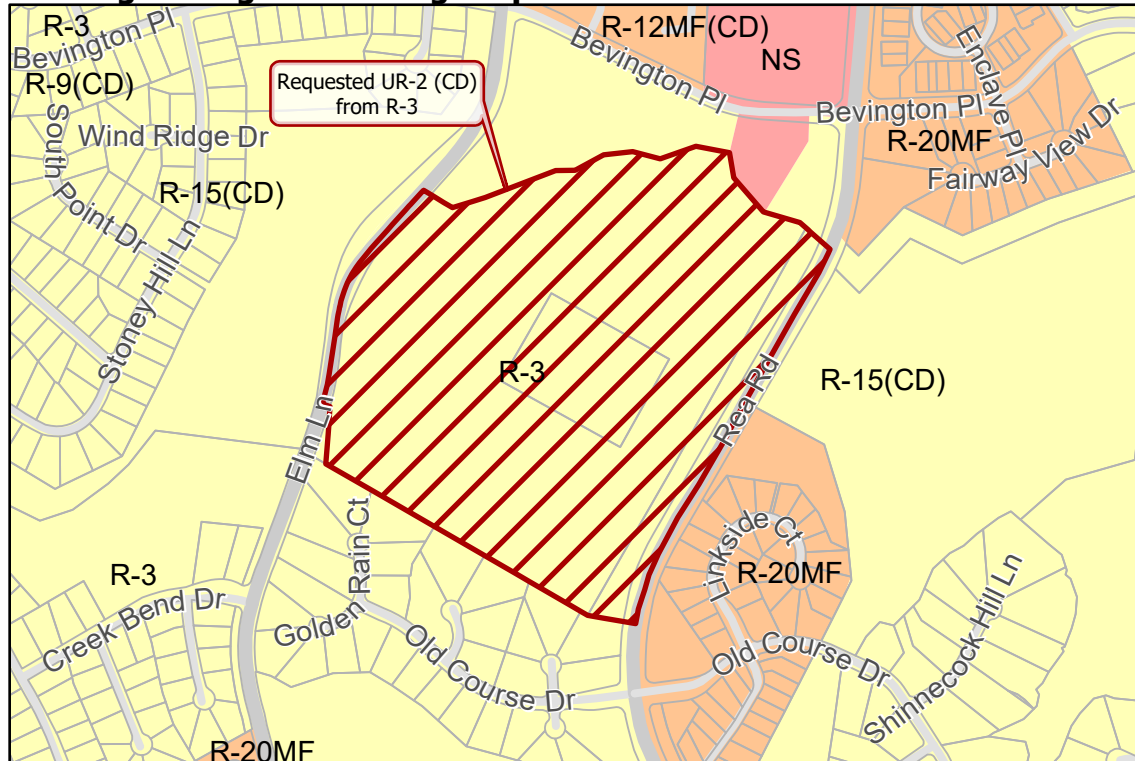 R-3
Bevington Pl
R-9(CD)
South Point Dr
Wind Ridge Dr
R-15(CD)
Stoney Hill Ln
Requested UR-2 (CD)
from R-3
R-12MF(CD)
NS
Bevington Pl
Bevington Pl
Enclave Pl
R-20MF
Fairway View Dr
R-3
Rea Rd
R-15(CD)
Elm Ln
Golden Rain Ct
R-3
Creek Bend Dr
Old Course Dr
Linkside Ct
R-20MF
Old Course Dr
Shinnecock Hill Ln
R-20MF